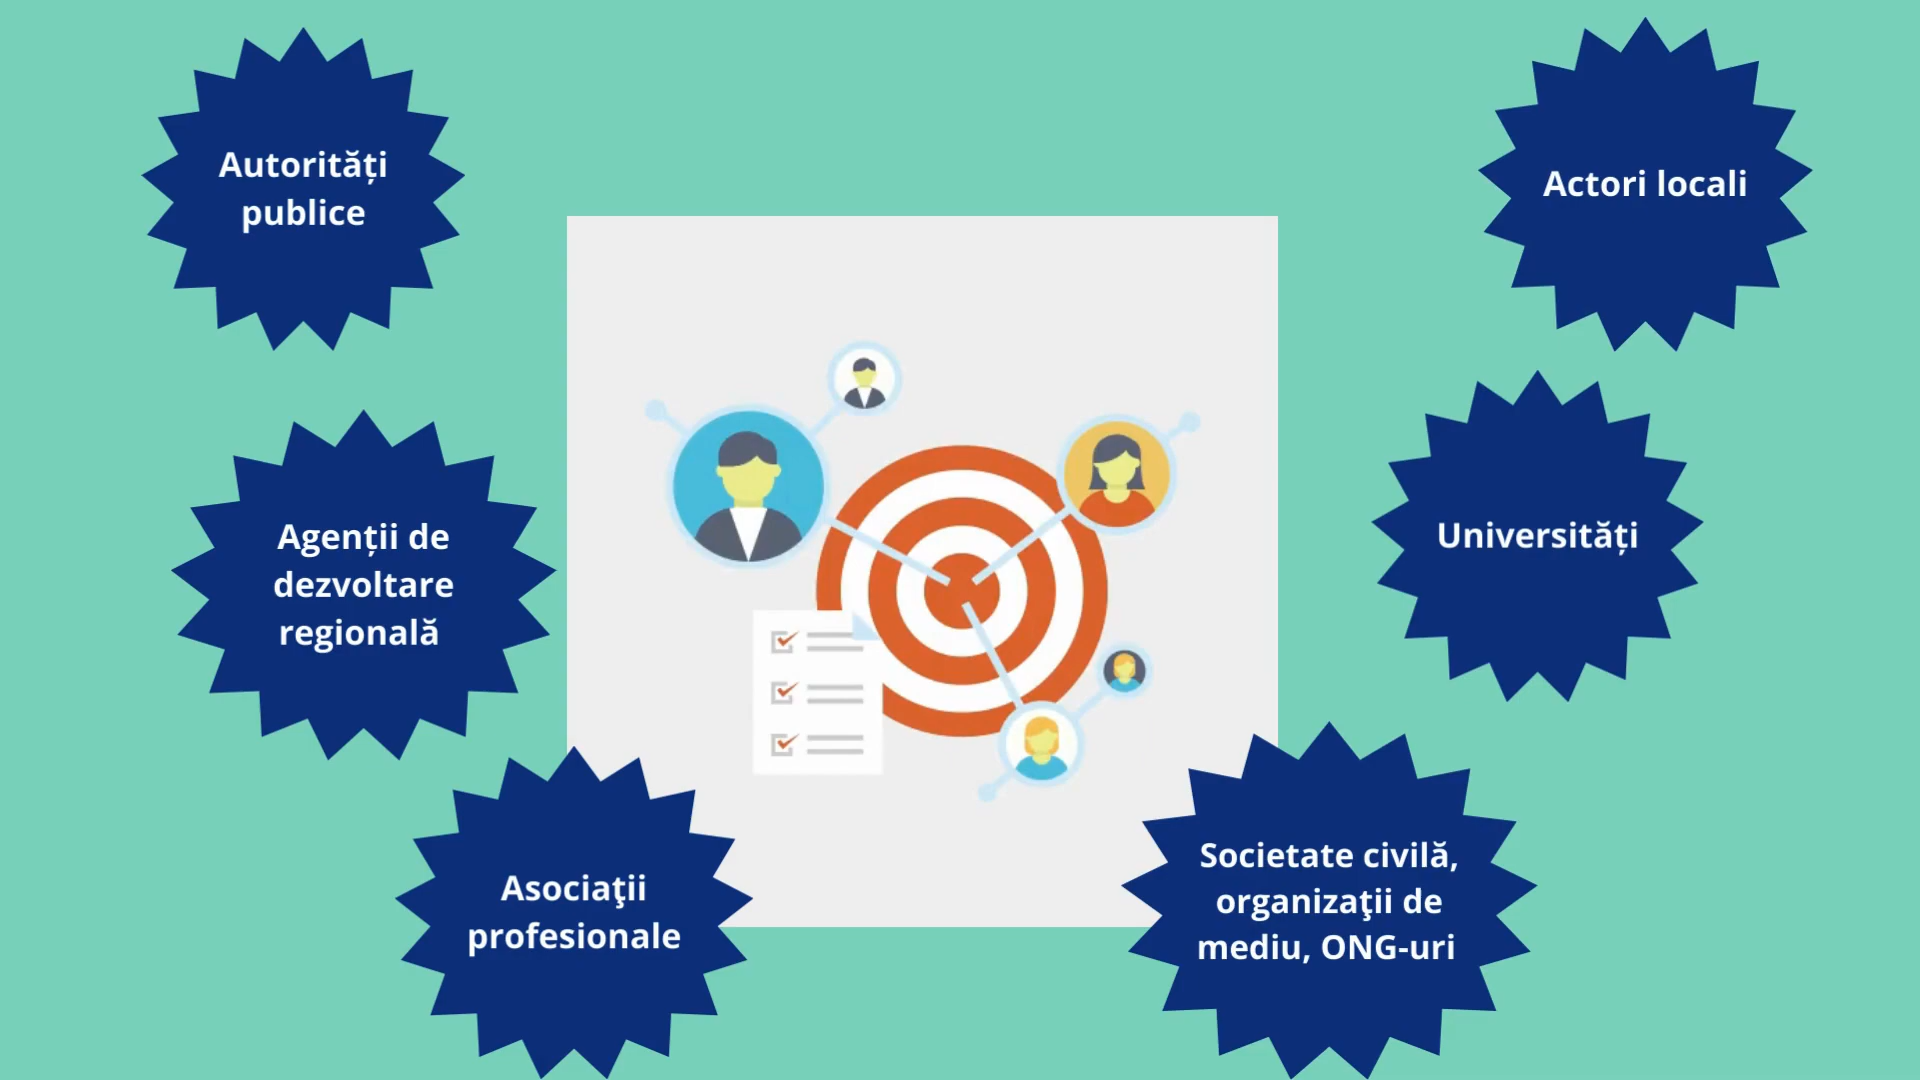 Autorități
publice
Actori locali
Agenții de
dezvoltare
regională
Universități
Asociaţii
profesionale
Societate civilă,
organizaţii de
mediu, ONG-uri